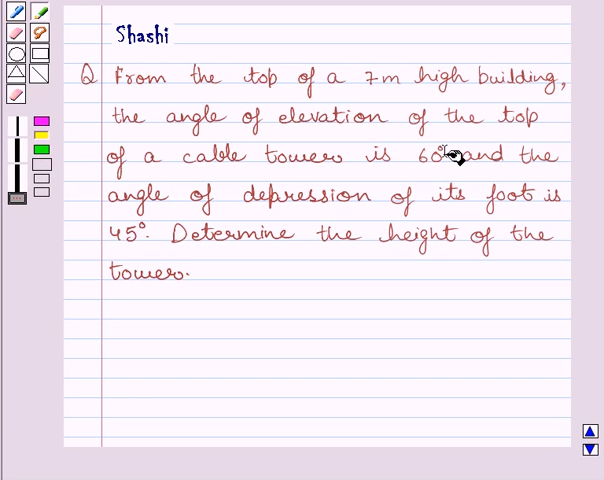 Shashi
Q From the top of a 7m high building,
the angle of elevation of the top
of a cable tower is 60° and the
angle of depression of its foot is
45°. Determine the height of the
tower.